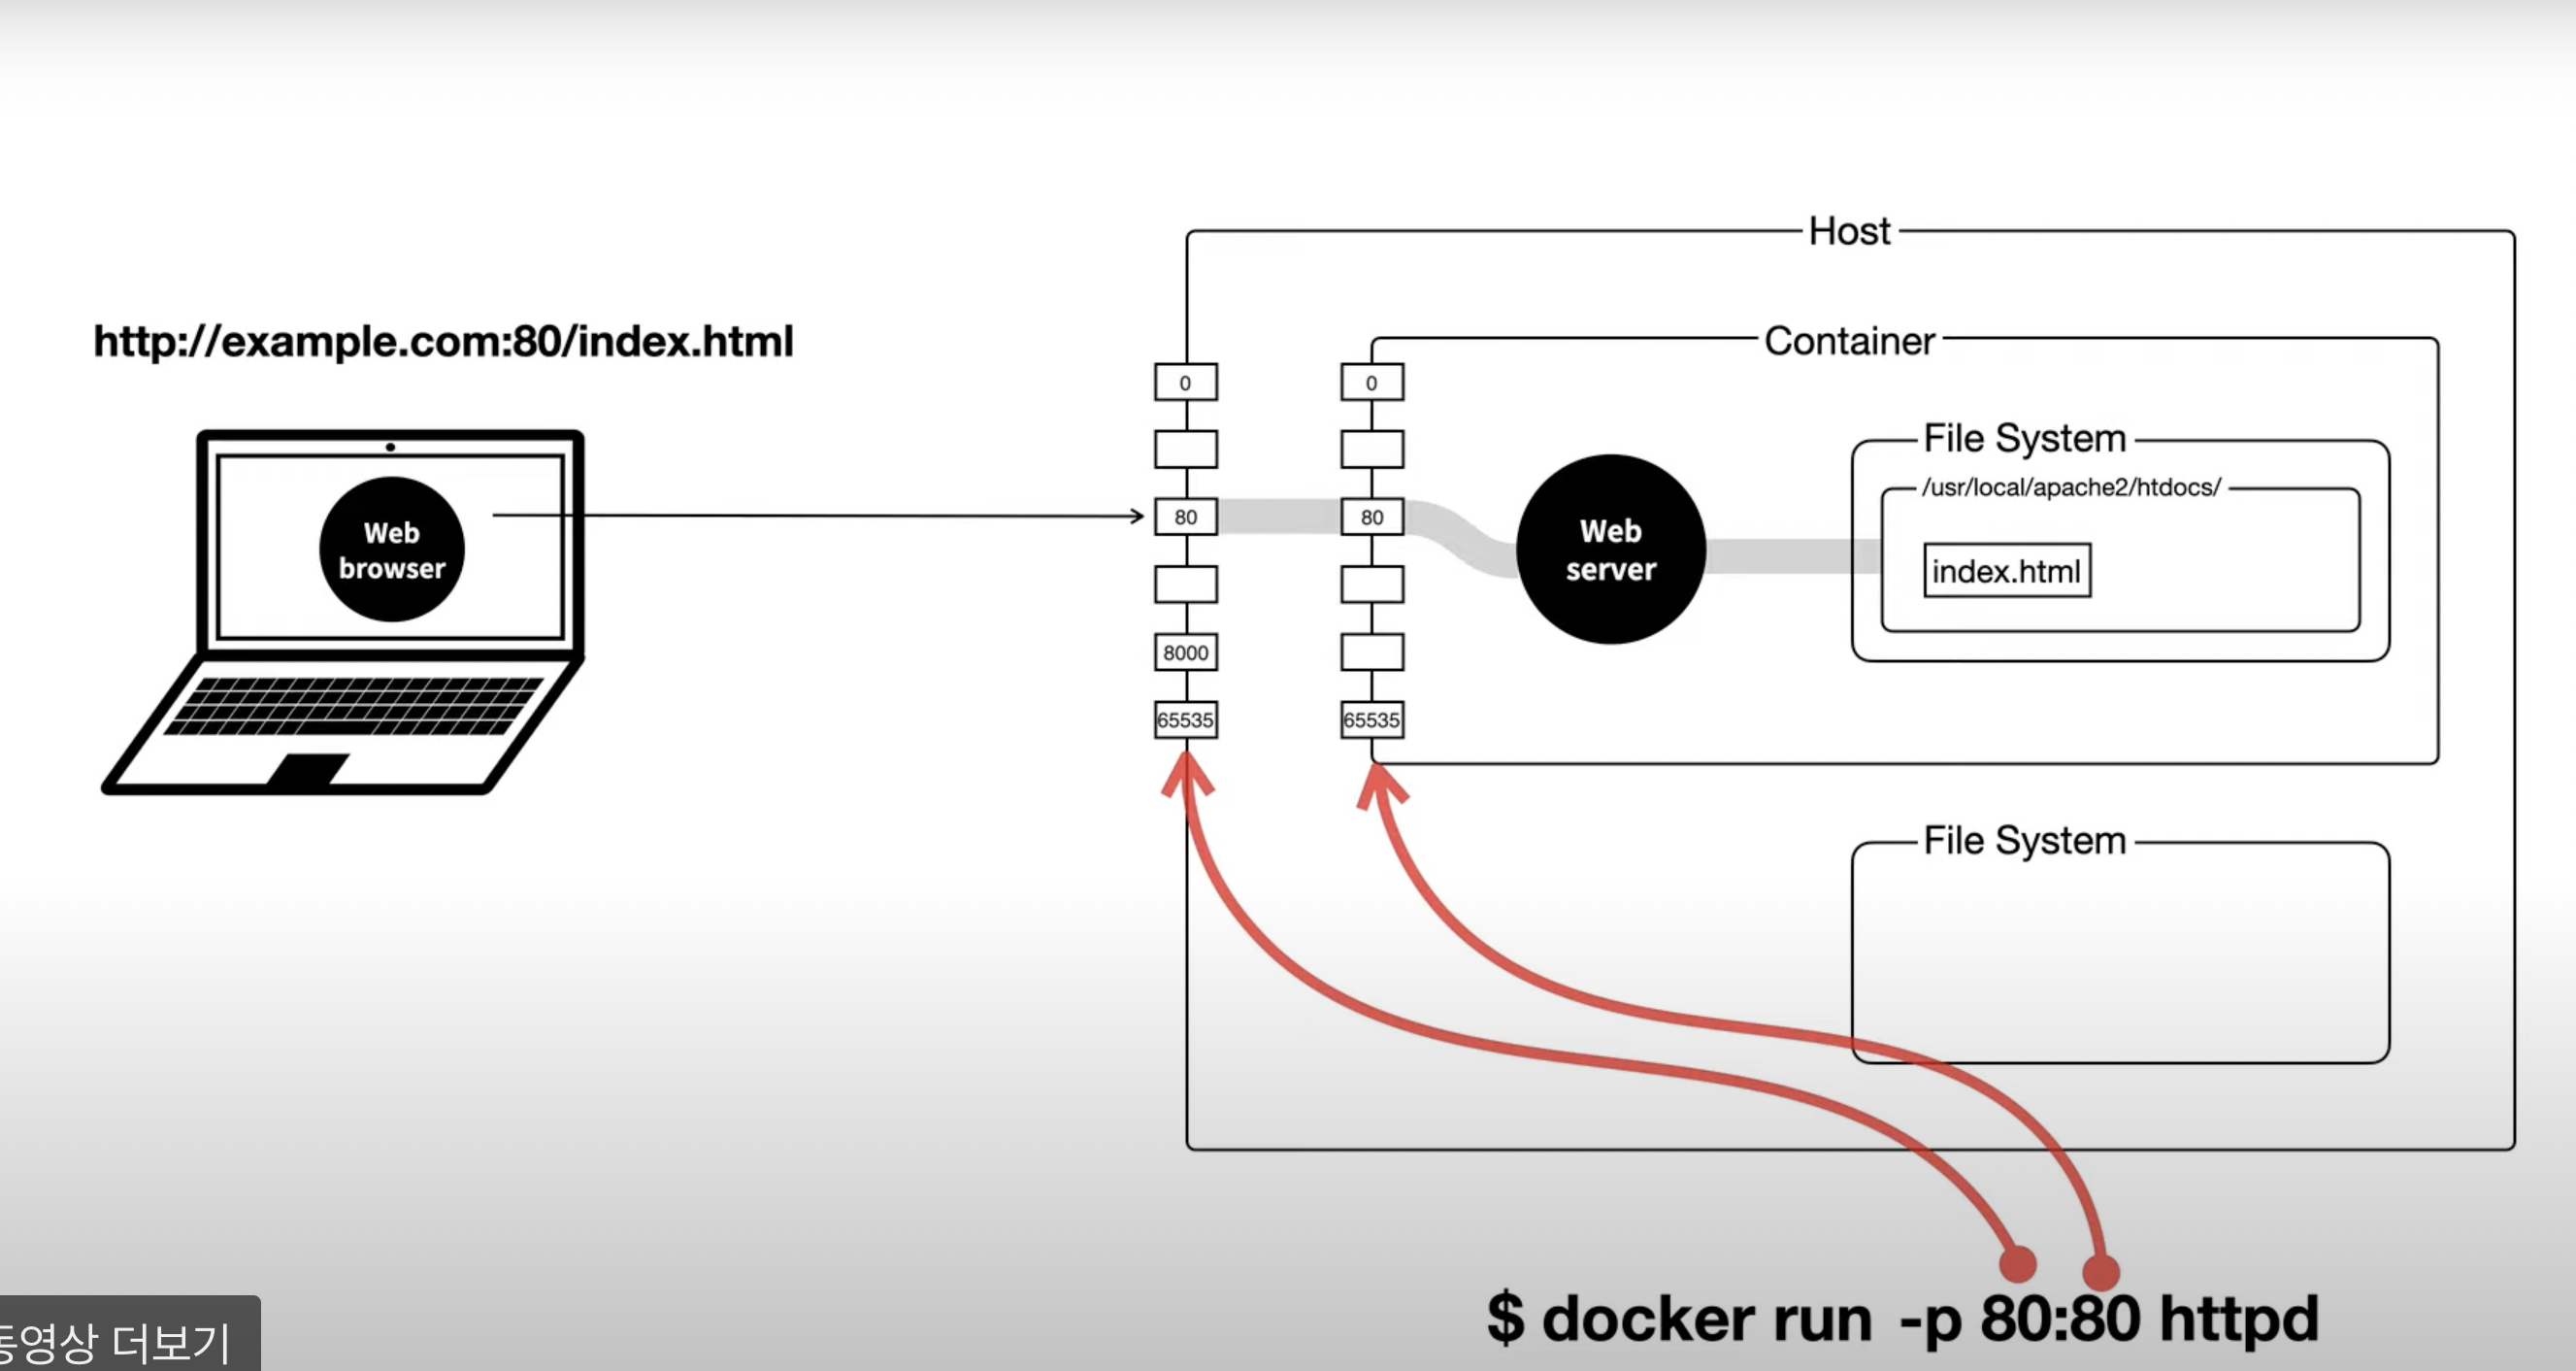 http://example.com:80/index.html
Web
browser
Host
Container
0
80
8000
65535
0
80
65535
Web
server
File System
/usr/local/apache2/htdocs/
index.html
File System
$ docker run -p 80:80 httpd
동영상 더보기